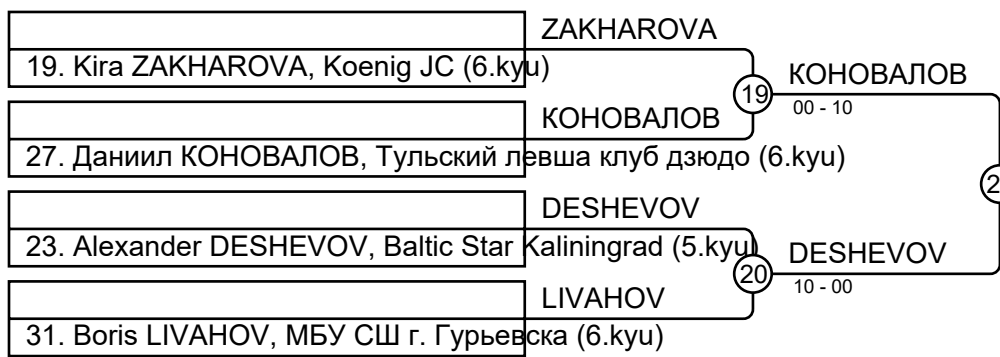 ZAKHAROVA
19. Kira ZAKHAROVA, Koenig JC (6.kyu)
19
КОНОВАЛОВ
00 - 10
КОНОВАЛОВ
27. Даниил КОНОВАЛОВ, Тульский левша клуб дзюдо (6.kyu)
DESHEVOV
23. Alexander DESHEVOV, Baltic Star Kaliningrad (5.kyu)
20
DESHEVOV
10 - 00
LIVAHOV
31. Boris LIVAHOV, МБУ СШ г. Гурьевска (6.kyu)